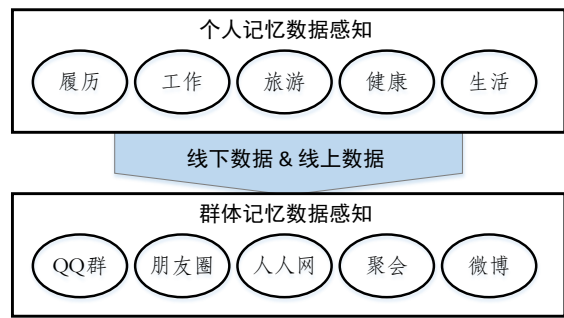 个人记忆数据感知
履历 工作 旅游 健康 生活
线下数据 & 线上数据
群体记忆数据感知
QQ群 朋友圈 人人网 聚会 微博